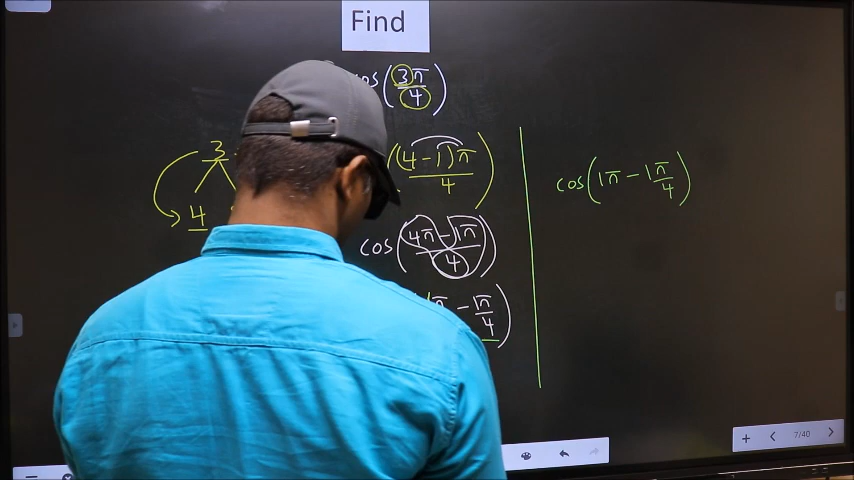 Find
cos(3π/4)
3
4
((4-1)π/4)
cos((4π-1π)/4)
π - 1π/4)
cos(1π - 1π/4)
7/40